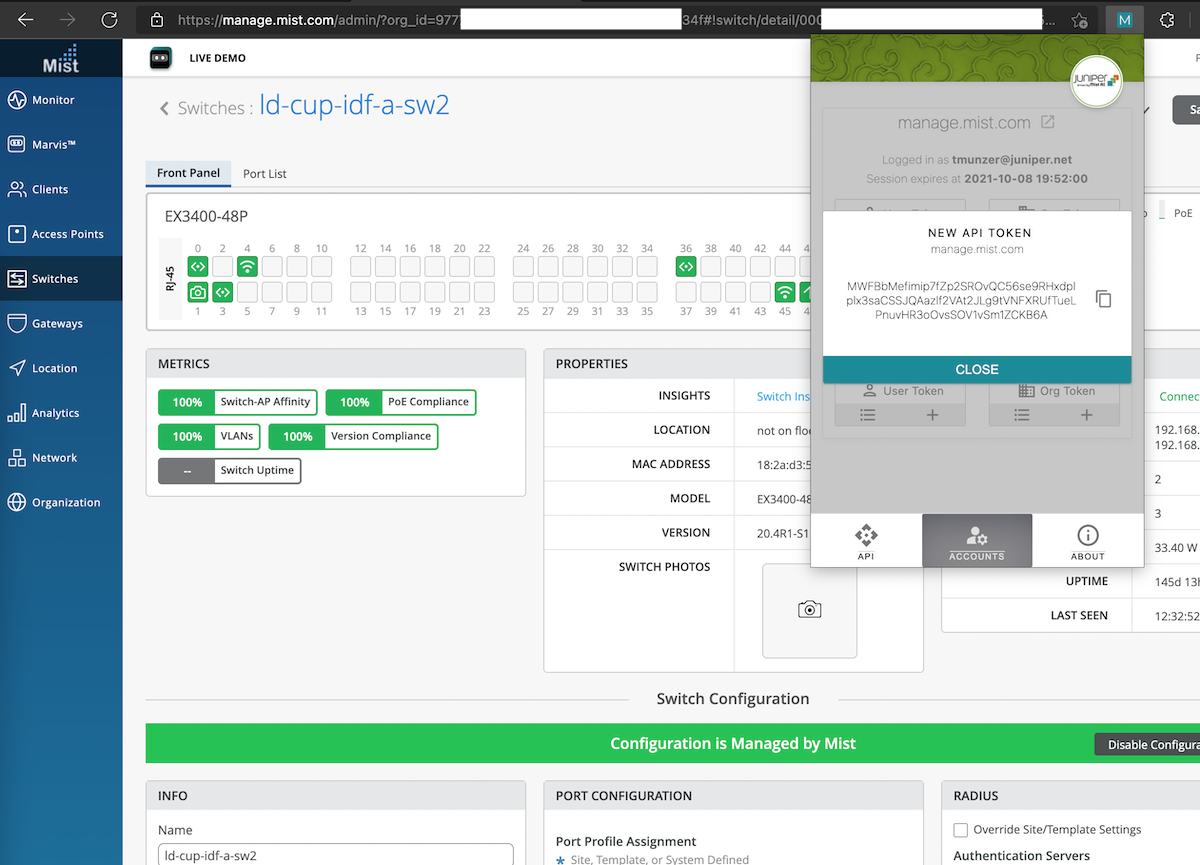 https://manage.mist.com/admin/?org_id=977 34f#!switch/detail/000 5...
M
Mist
LIVE DEMO
Monitor
Marvis™
Clients
Access Points
Switches
Gateways
Location
Analytics
Network
Organization
Switches : ld-cup-idf-a-sw2
Front Panel Port List
EX3400-48P
PoE
RJ-45
0 2 4 6 8 10 12 14 16 18 20 22 24 26 28 30 32 34 36 38 40 42 44
1 3 5 7 9 11 13 15 17 19 21 23 25 27 29 31 33 35 37 39 41 43 45
METRICS
100% Switch-AP Affinity 100% PoE Compliance
100% VLANs 100% Version Compliance
-- Switch Uptime
PROPERTIES
INSIGHTS Switch Ins
LOCATION not on floo
MAC ADDRESS 18:2a:d3:5
MODEL EX3400-48
VERSION 20.4R1-S1
SWITCH PHOTOS
juniper
manage.mist.com
Logged in as tmunzer@juniper.net
Session expires at 2021-10-08 19:52:00
NEW API TOKEN
manage.mist.com
MWFBbMefimip7fZp2SROvQC56se9RHxdpl
plx3saCSSJQAazlf2VAt2JLg9tVNFXRUfTueL
PnuvHR3oOvsSOV1vSm1ZCKB6A
CLOSE
User Token Org Token
API ACCOUNTS ABOUT
Sa
Connec
192.168.
192.168.
2
3
33.40 W
UPTIME 145d 13h
LAST SEEN 12:32:52
Switch Configuration
Configuration is Managed by Mist
Disable Configura
INFO
Name
ld-cup-idf-a-sw2
PORT CONFIGURATION
Port Profile Assignment
* Site, Template, or System Defined
RADIUS
Override Site/Template Settings
Authentication Servers